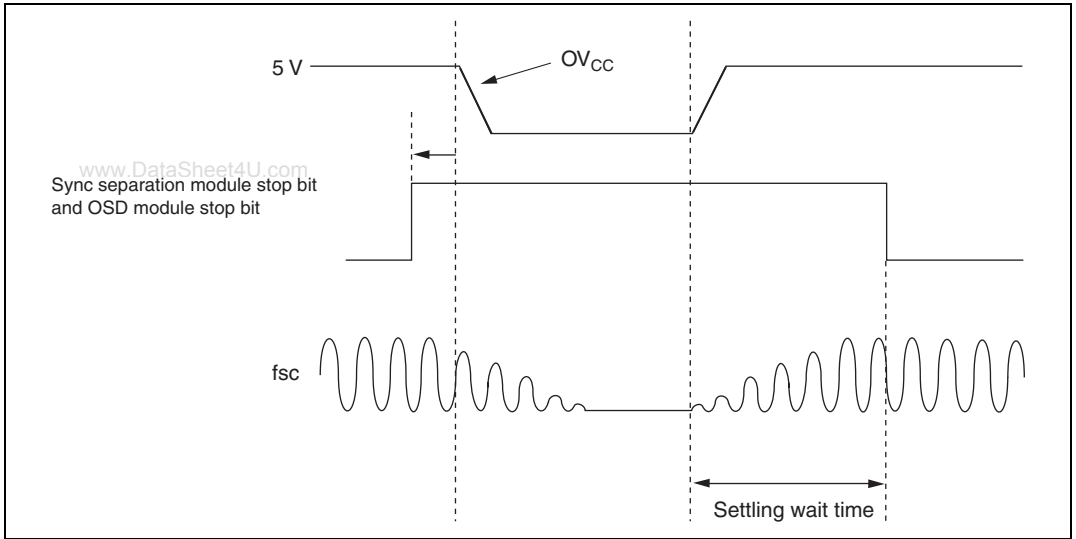 5 V
OVCC
www.DataSheet4U.com
Sync separation module stop bit
and OSD module stop bit
fsc
Settling wait time